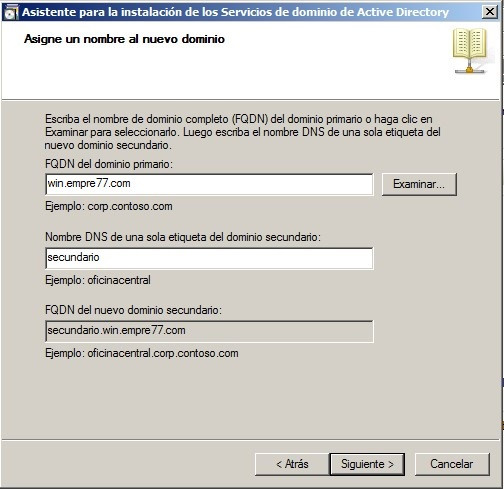 Asistente para la instalación de los Servicios de dominio de Active Directory
Asigne un nombre al nuevo dominio
Escriba el nombre de dominio completo (FQDN) del dominio primario o haga clic en
Examinar para seleccionarlo. Luego escriba el nombre DNS de una sola etiqueta del
nuevo dominio secundario.
FQDN del dominio primario:
win.empre77.com
Examinar...
Ejemplo: corp.contoso.com
Nombre DNS de una sola etiqueta del dominio secundario:
secundario
Ejemplo: oficinacentral
FQDN del nuevo dominio secundario:
secundario.win.empre77.com
Ejemplo: oficinacentral.corp.contoso.com
< Atrás
Siguiente >
Cancelar